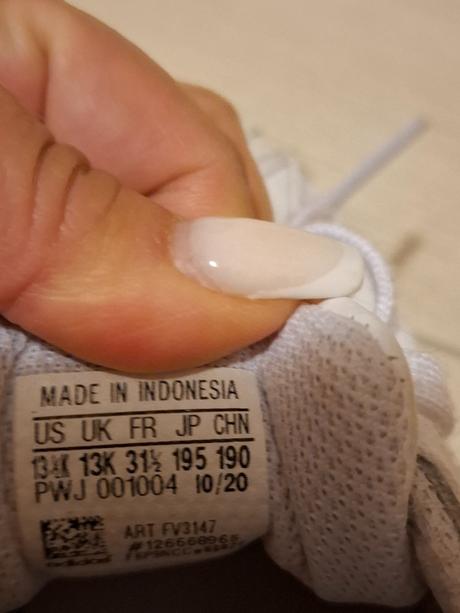 MADE IN INDONESIA
US UK FR JP CHN
13½K 13K 31½ 195 190
PWJ 001004 10/20
ART FV3147
adidas